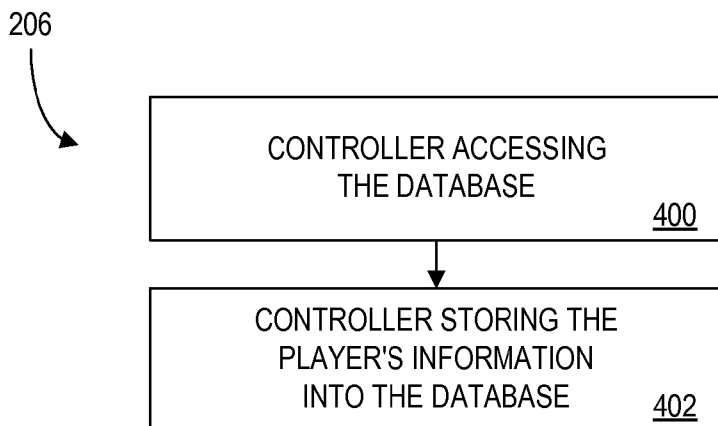 206
CONTROLLER ACCESSING
THE DATABASE
400
CONTROLLER STORING THE
PLAYER'S INFORMATION
INTO THE DATABASE
402